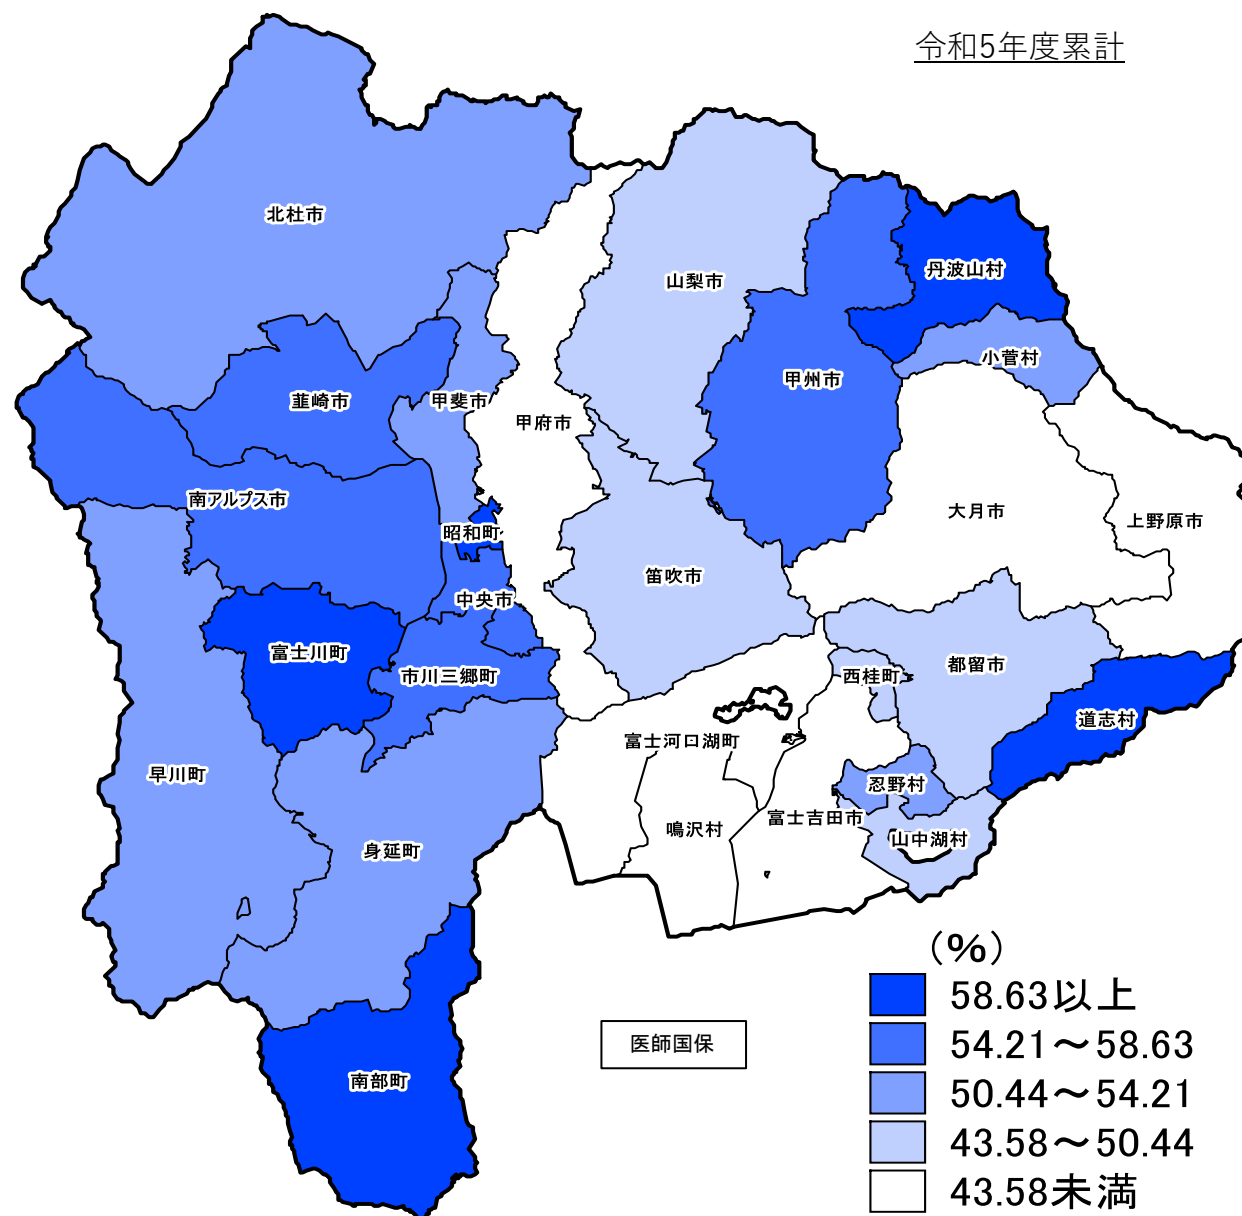 令和5年度累計
北杜市
山梨市
丹波山村
小菅村
甲州市
韮崎市
甲斐市
甲府市
南アルプス市
大月市
上野原市
昭和町
笛吹市
中央市
富士川町
市川三郷町
都留市
西桂町
道志村
富士河口湖町
早川町
忍野村
富士吉田市
鳴沢村
山中湖村
身延町
南部町
医師国保
(%)
58.63以上
54.21～58.63
50.44～54.21
43.58～50.44
43.58未満